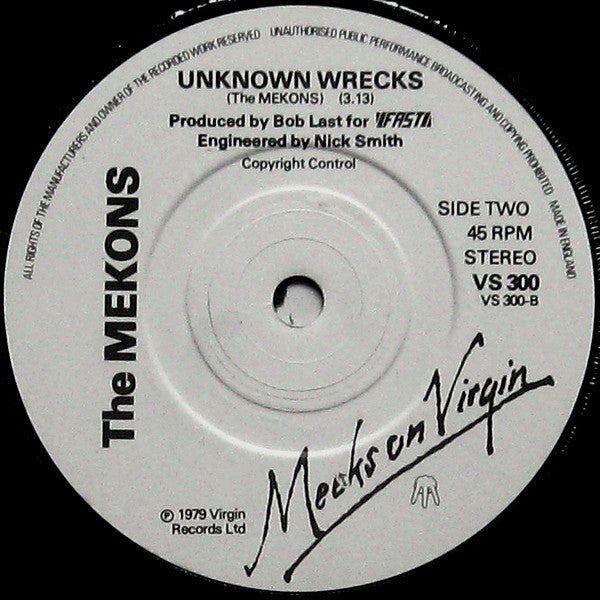 ALL RIGHTS OF THE MANUFACTURERS AND OWNER OF THE RECORDED WORK RESERVED UNAUTHORISED PUBLIC PERFORMANCE BROADCASTING AND COPYING PROHIBITED MADE IN ENGLAND
UNKNOWN WRECKS
(The MEKONS) (3.13)
Produced by Bob Last for FAST
Engineered by Nick Smith
Copyright Control
The MEKONS
SIDE TWO
45 RPM
STEREO
VS 300
VS 300-B
Meeks on Virgin
℗ 1979 Virgin
Records Ltd